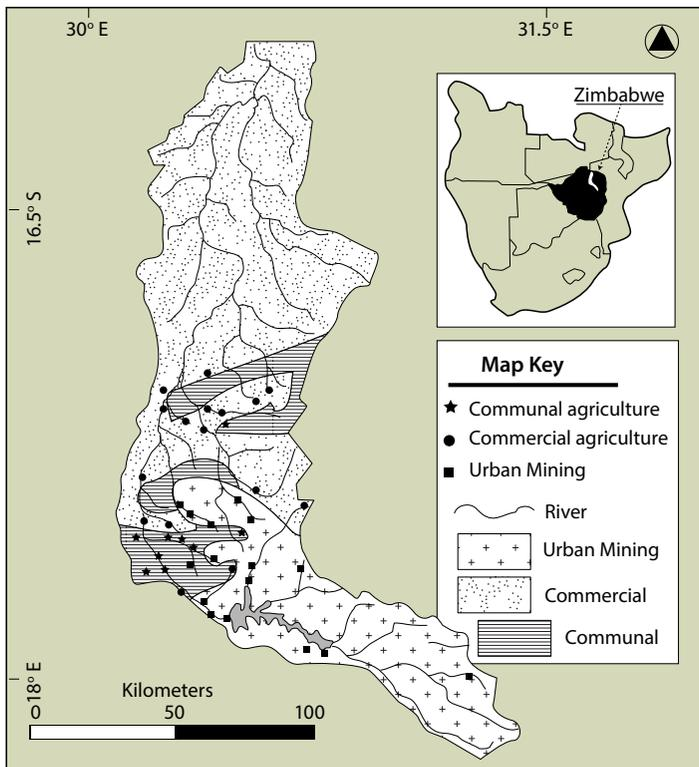 30° E
31.5° E
Zimbabwe
16.5° S
Map Key
Communal agriculture
Commercial agriculture
Urban Mining
River
Urban Mining
Commercial
Communal
18° E
Kilometers
0 50 100